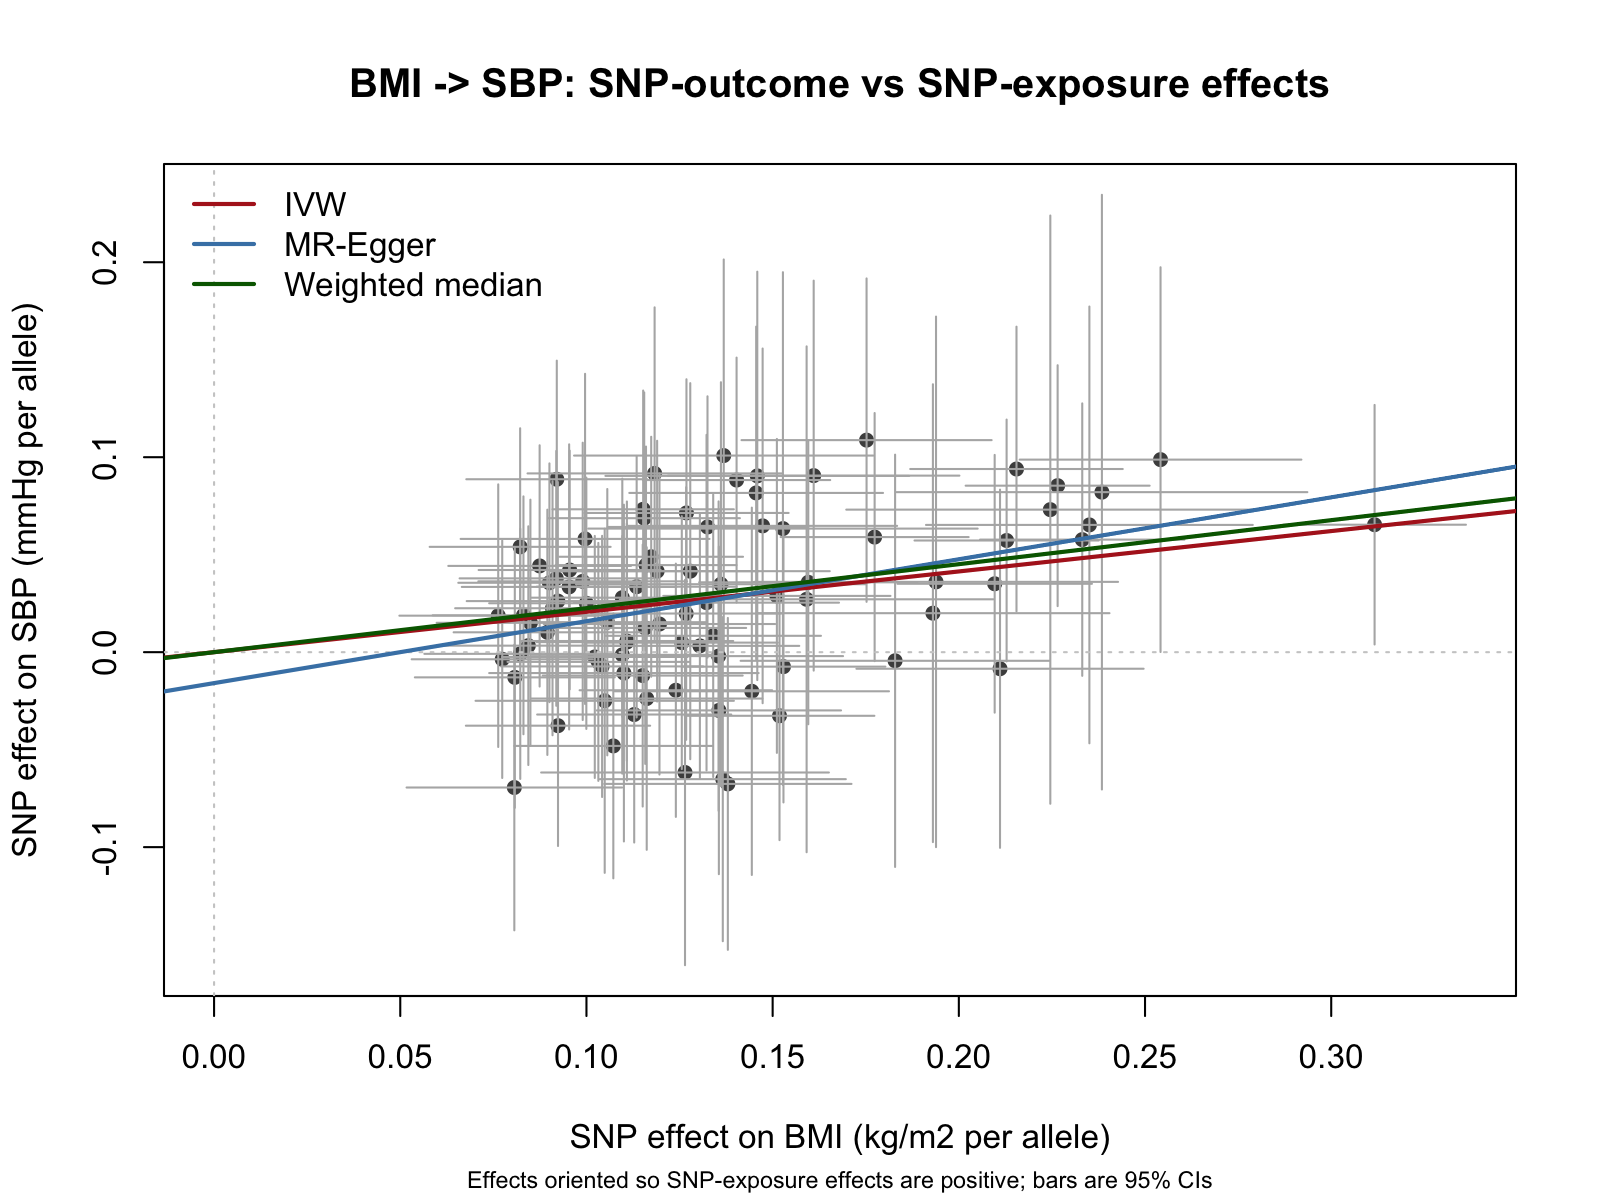 BMI -> SBP: SNP-outcome vs SNP-exposure effects
IVW
MR-Egger
Weighted median
SNP effect on SBP (mmHg per allele)
0.2
0.1
0.0
-0.1
0.00 0.05 0.10 0.15 0.20 0.25 0.30
SNP effect on BMI (kg/m2 per allele)
Effects oriented so SNP-exposure effects are positive; bars are 95% CIs